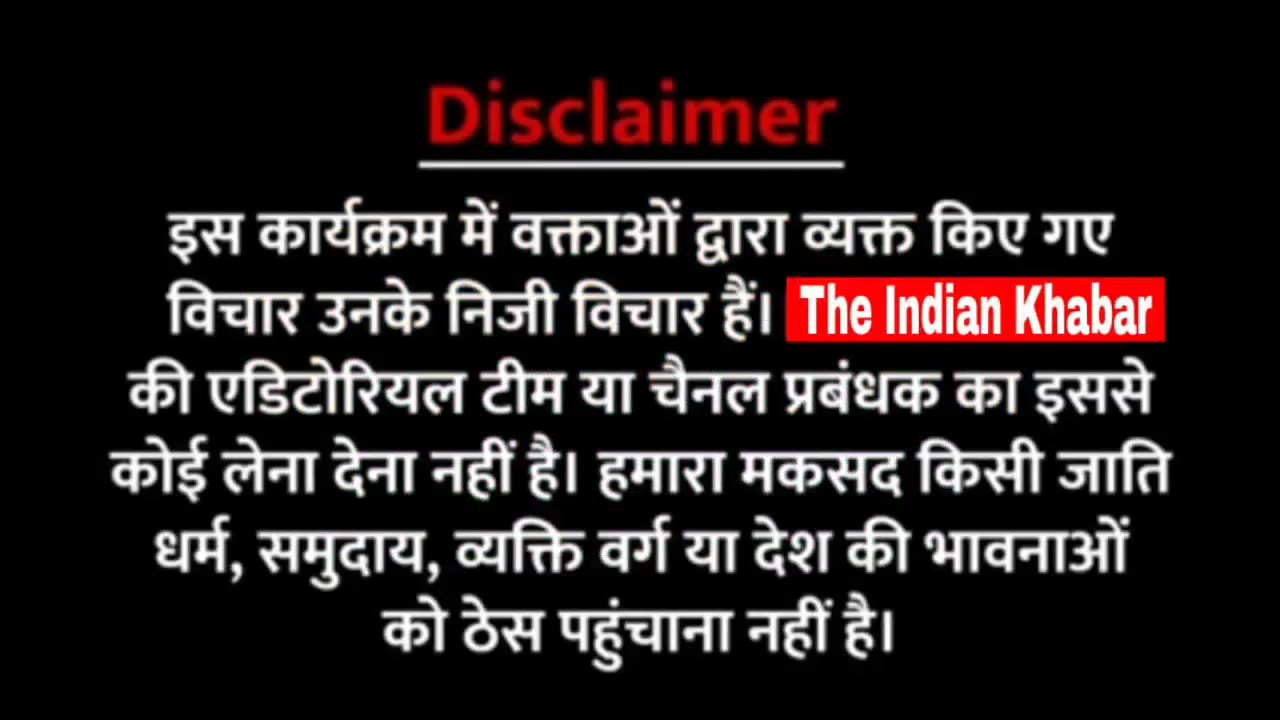 Disclaimer
इस कार्यक्रम में वक्ताओं द्वारा व्यक्त किए गए
विचार उनके निजी विचार हैं। The Indian Khabar
की एडिटोरियल टीम या चैनल प्रबंधक का इससे
कोई लेना देना नहीं है। हमारा मकसद किसी जाति
धर्म, समुदाय, व्यक्ति वर्ग या देश की भावनाओं
को ठेस पहुंचाना नहीं है।